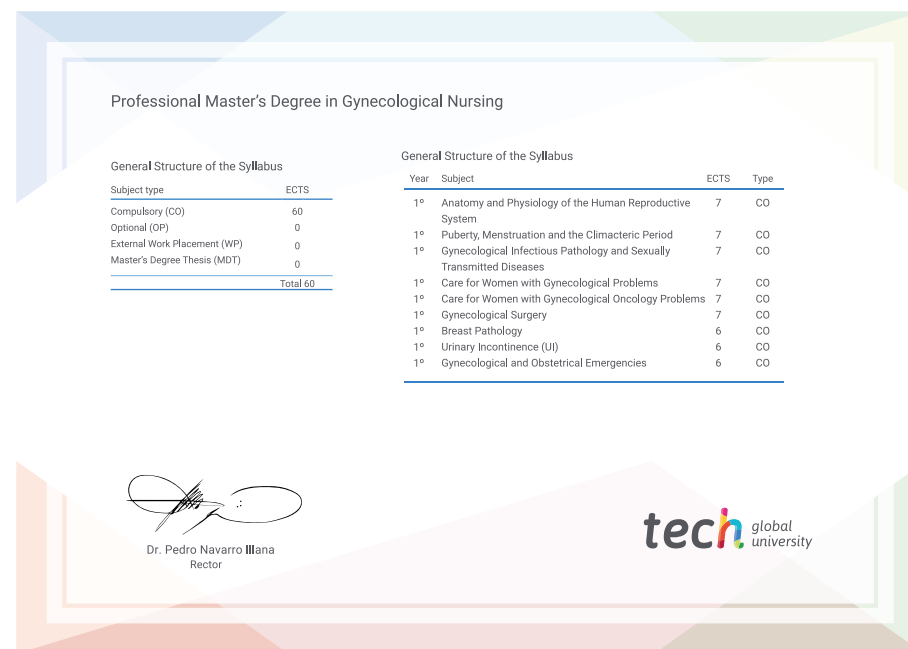 Professional Master's Degree in Gynecological Nursing
General Structure of the Syllabus
Subject type ECTS
Compulsory (CO) 60
Optional (OP) 0
External Work Placement (WP) 0
Master's Degree Thesis (MDT) 0
Total 60
General Structure of the Syllabus
Year Subject ECTS Type
1º Anatomy and Physiology of the Human Reproductive 7 CO
System
1º Puberty, Menstruation and the Climacteric Period 7 CO
1º Gynecological Infectious Pathology and Sexually 7 CO
Transmitted Diseases
1º Care for Women with Gynecological Problems 7 CO
1º Care for Women with Gynecological Oncology Problems 7 CO
1º Gynecological Surgery 7 CO
1º Breast Pathology 6 CO
1º Urinary Incontinence (UI) 6 CO
1º Gynecological and Obstetrical Emergencies 6 CO
Dr. Pedro Navarro Illana
Rector
tech global
university